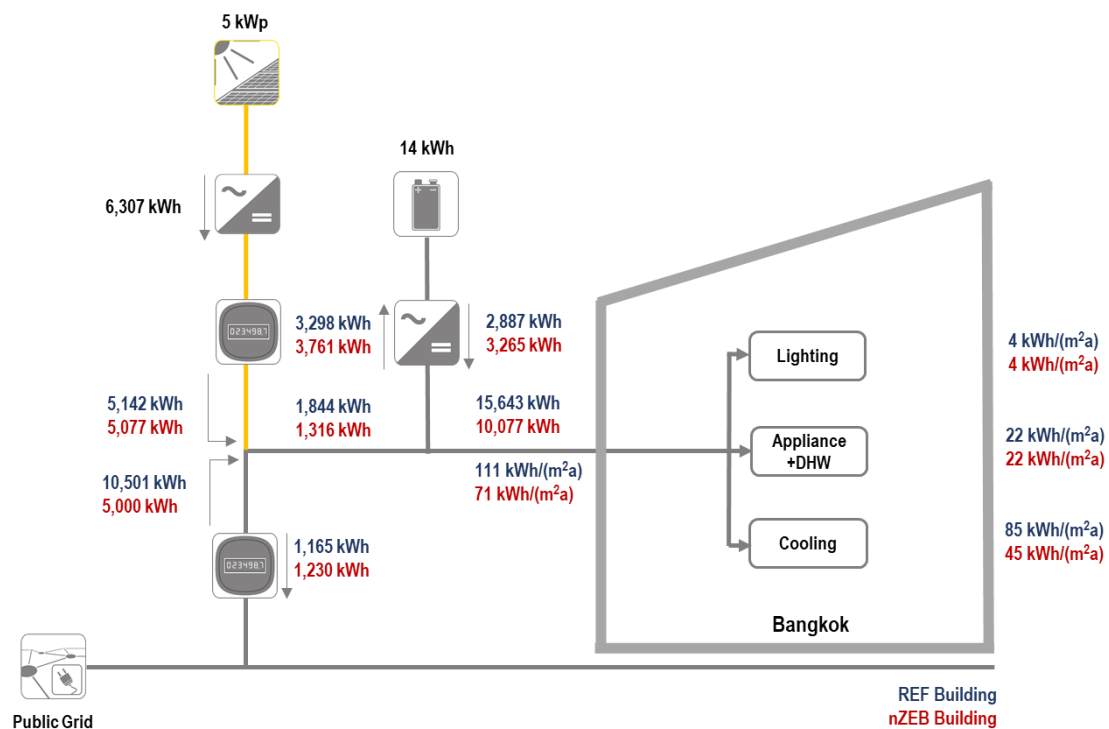 5 kWp
14 kWh
6,307 kWh
+ -
023498.7
3,298 kWh
3,761 kWh
2,887 kWh
3,265 kWh
Lighting
4 kWh/(m²a)
4 kWh/(m²a)
5,142 kWh
5,077 kWh
1,844 kWh
1,316 kWh
15,643 kWh
10,077 kWh
Appliance
+DHW
22 kWh/(m²a)
22 kWh/(m²a)
111 kWh/(m²a)
71 kWh/(m²a)
10,501 kWh
5,000 kWh
Cooling
85 kWh/(m²a)
45 kWh/(m²a)
023498.7
1,165 kWh
1,230 kWh
Bangkok
Public Grid
REF Building
nZEB Building